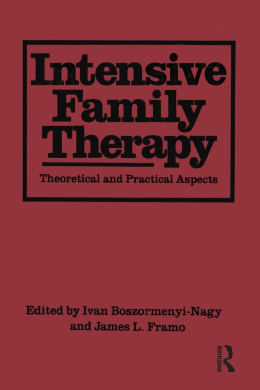 Intensive
Family
Therapy
Theoretical and Practical Aspects
Edited by Ivan Boszormenyi-Nagy
and James L. Framo
R
ROUTLEDGE